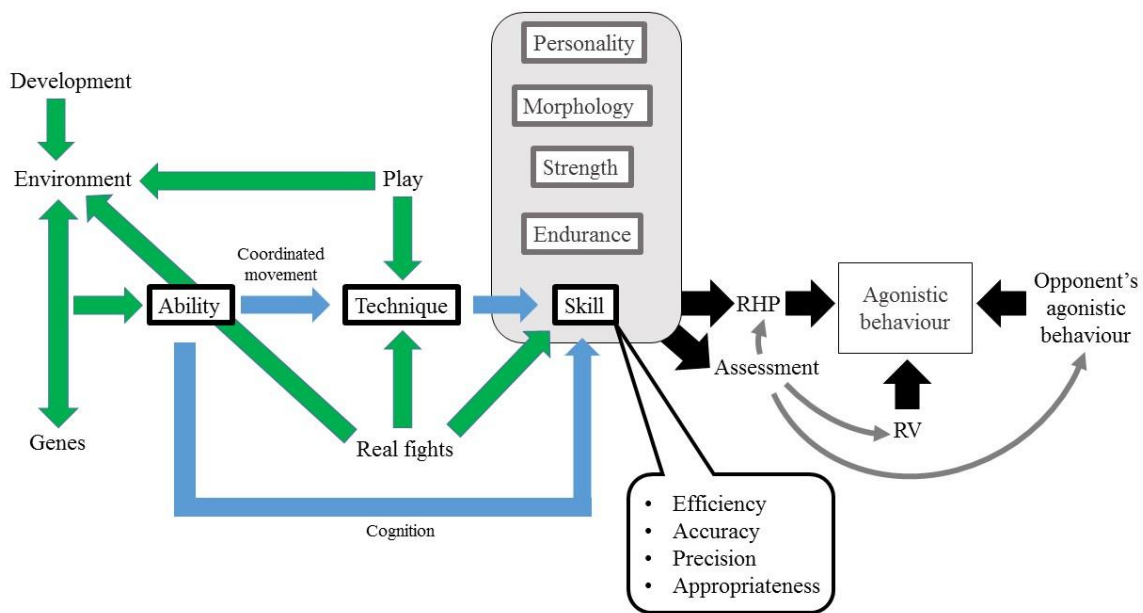 Personality
Development
Morphology
Environment
Play
Strength
Endurance
Coordinated
movement
Ability
Technique
Skill
RHP
Agonistic
behaviour
Opponent's
agonistic
behaviour
Assessment
Genes
Real fights
RV
Cognition
• Efficiency
• Accuracy
• Precision
• Appropriateness